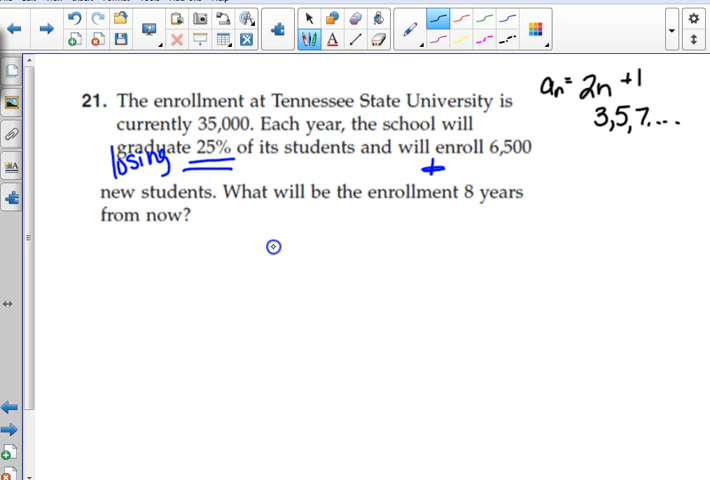 21. The enrollment at Tennessee State University is
currently 35,000. Each year, the school will
graduate 25% of its students and will enroll 6,500
losing +
new students. What will be the enrollment 8 years
from now?
an = 2n +1
3,5,7....